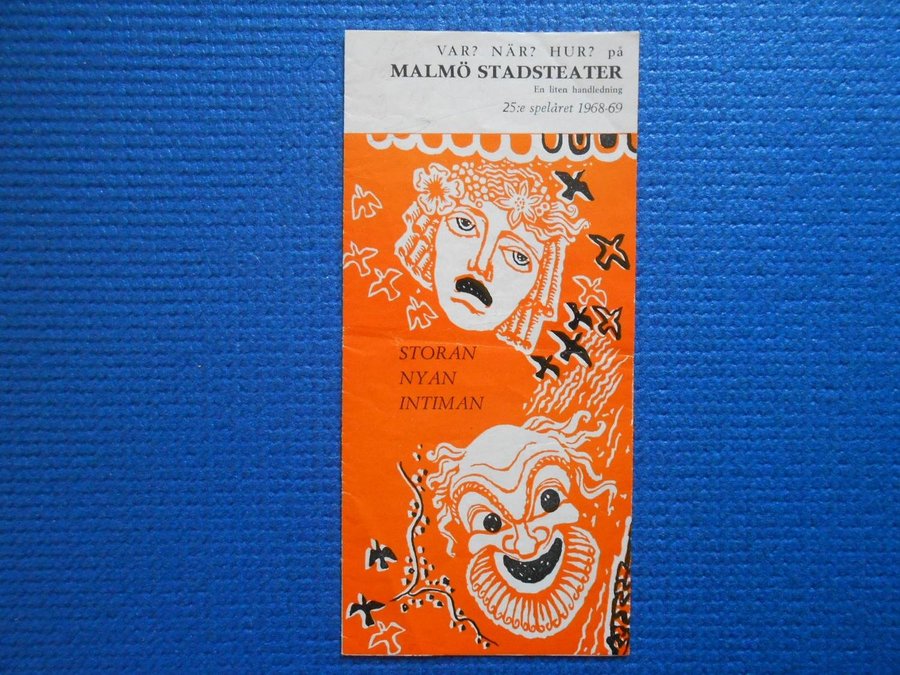 VAR? NÄR? HUR? på
MALMÖ STADSTEATER
En liten handledning
25:e spelåret 1968-69
STORAN
NYAN
INTIMAN